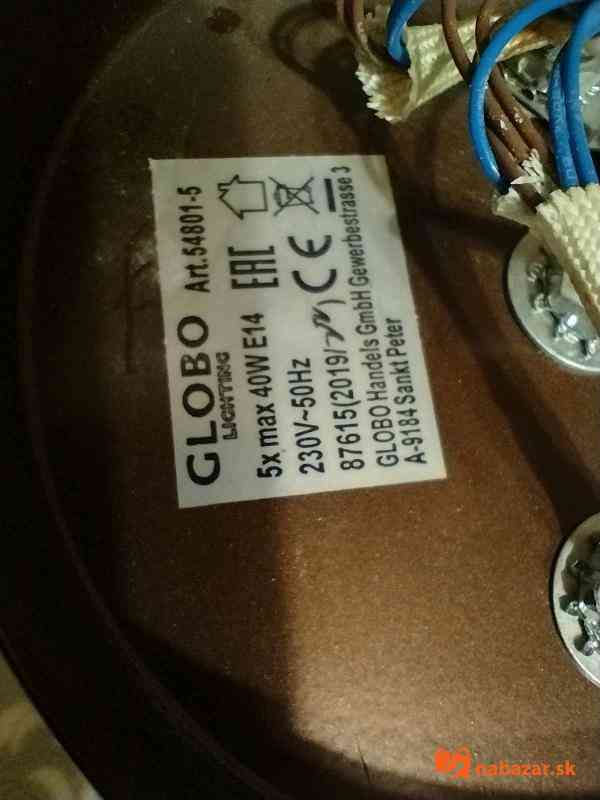 GLOBO
LIGHTING
Art.54801-5
5x max 40W E14
EAC
230V~50Hz
CE
87615(2019/
GLOBO Handels GmbH Gewerbestrasse 3
A-9184 Sankt Peter
nabazar.sk